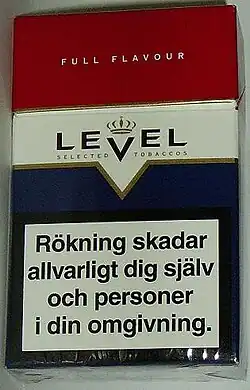 FULL FLAVOUR
LEVEL
SELECTED TOBACCOS
Rökning skadar
allvarligt dig själv
och personer
i din omgivning.